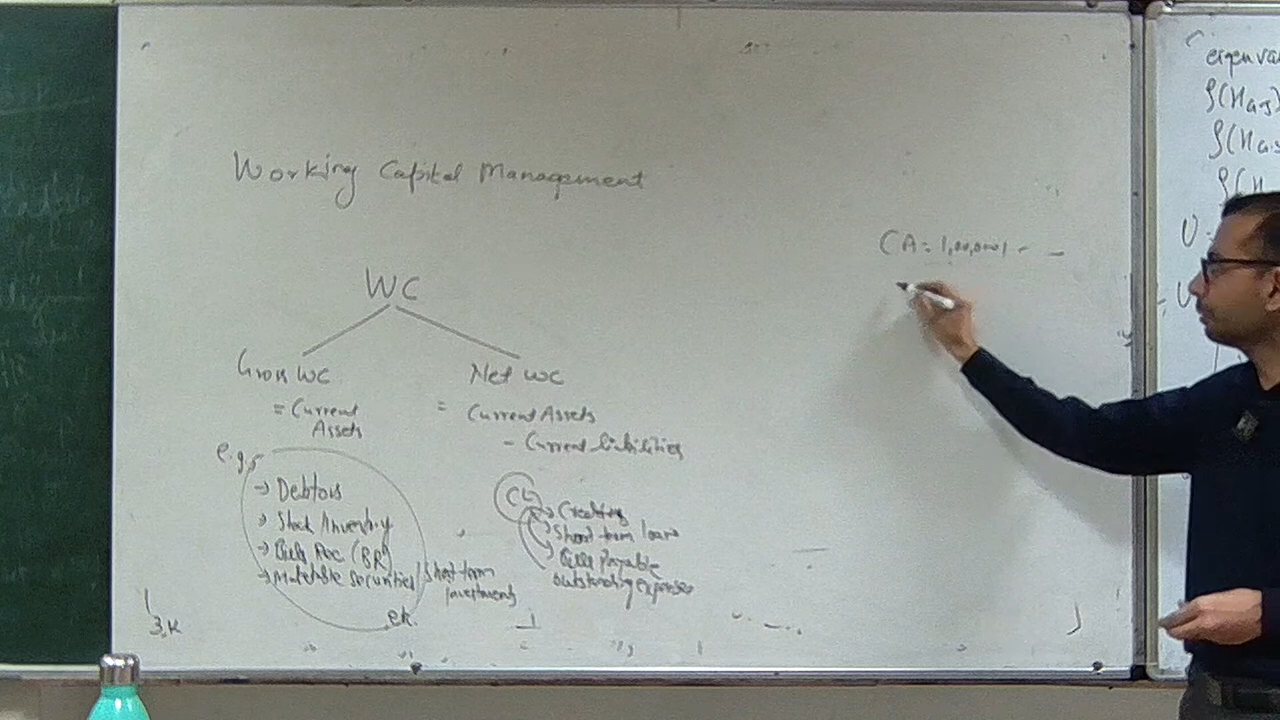 Working Capital Management
WC
Gross WC
= Current
Assets
e.g,
→ Debtors
→ Stock/Inventory
→ Bills Rec (BR)
→ Marketable Securities/Short-term
Investments
etc.
Net WC
= Current Assets
- Current liabilities
CL
→ Creditors
Short term loans
Bills Payable
outstanding expenses
CA = 1,00,000/-
3,K
eigenva
U